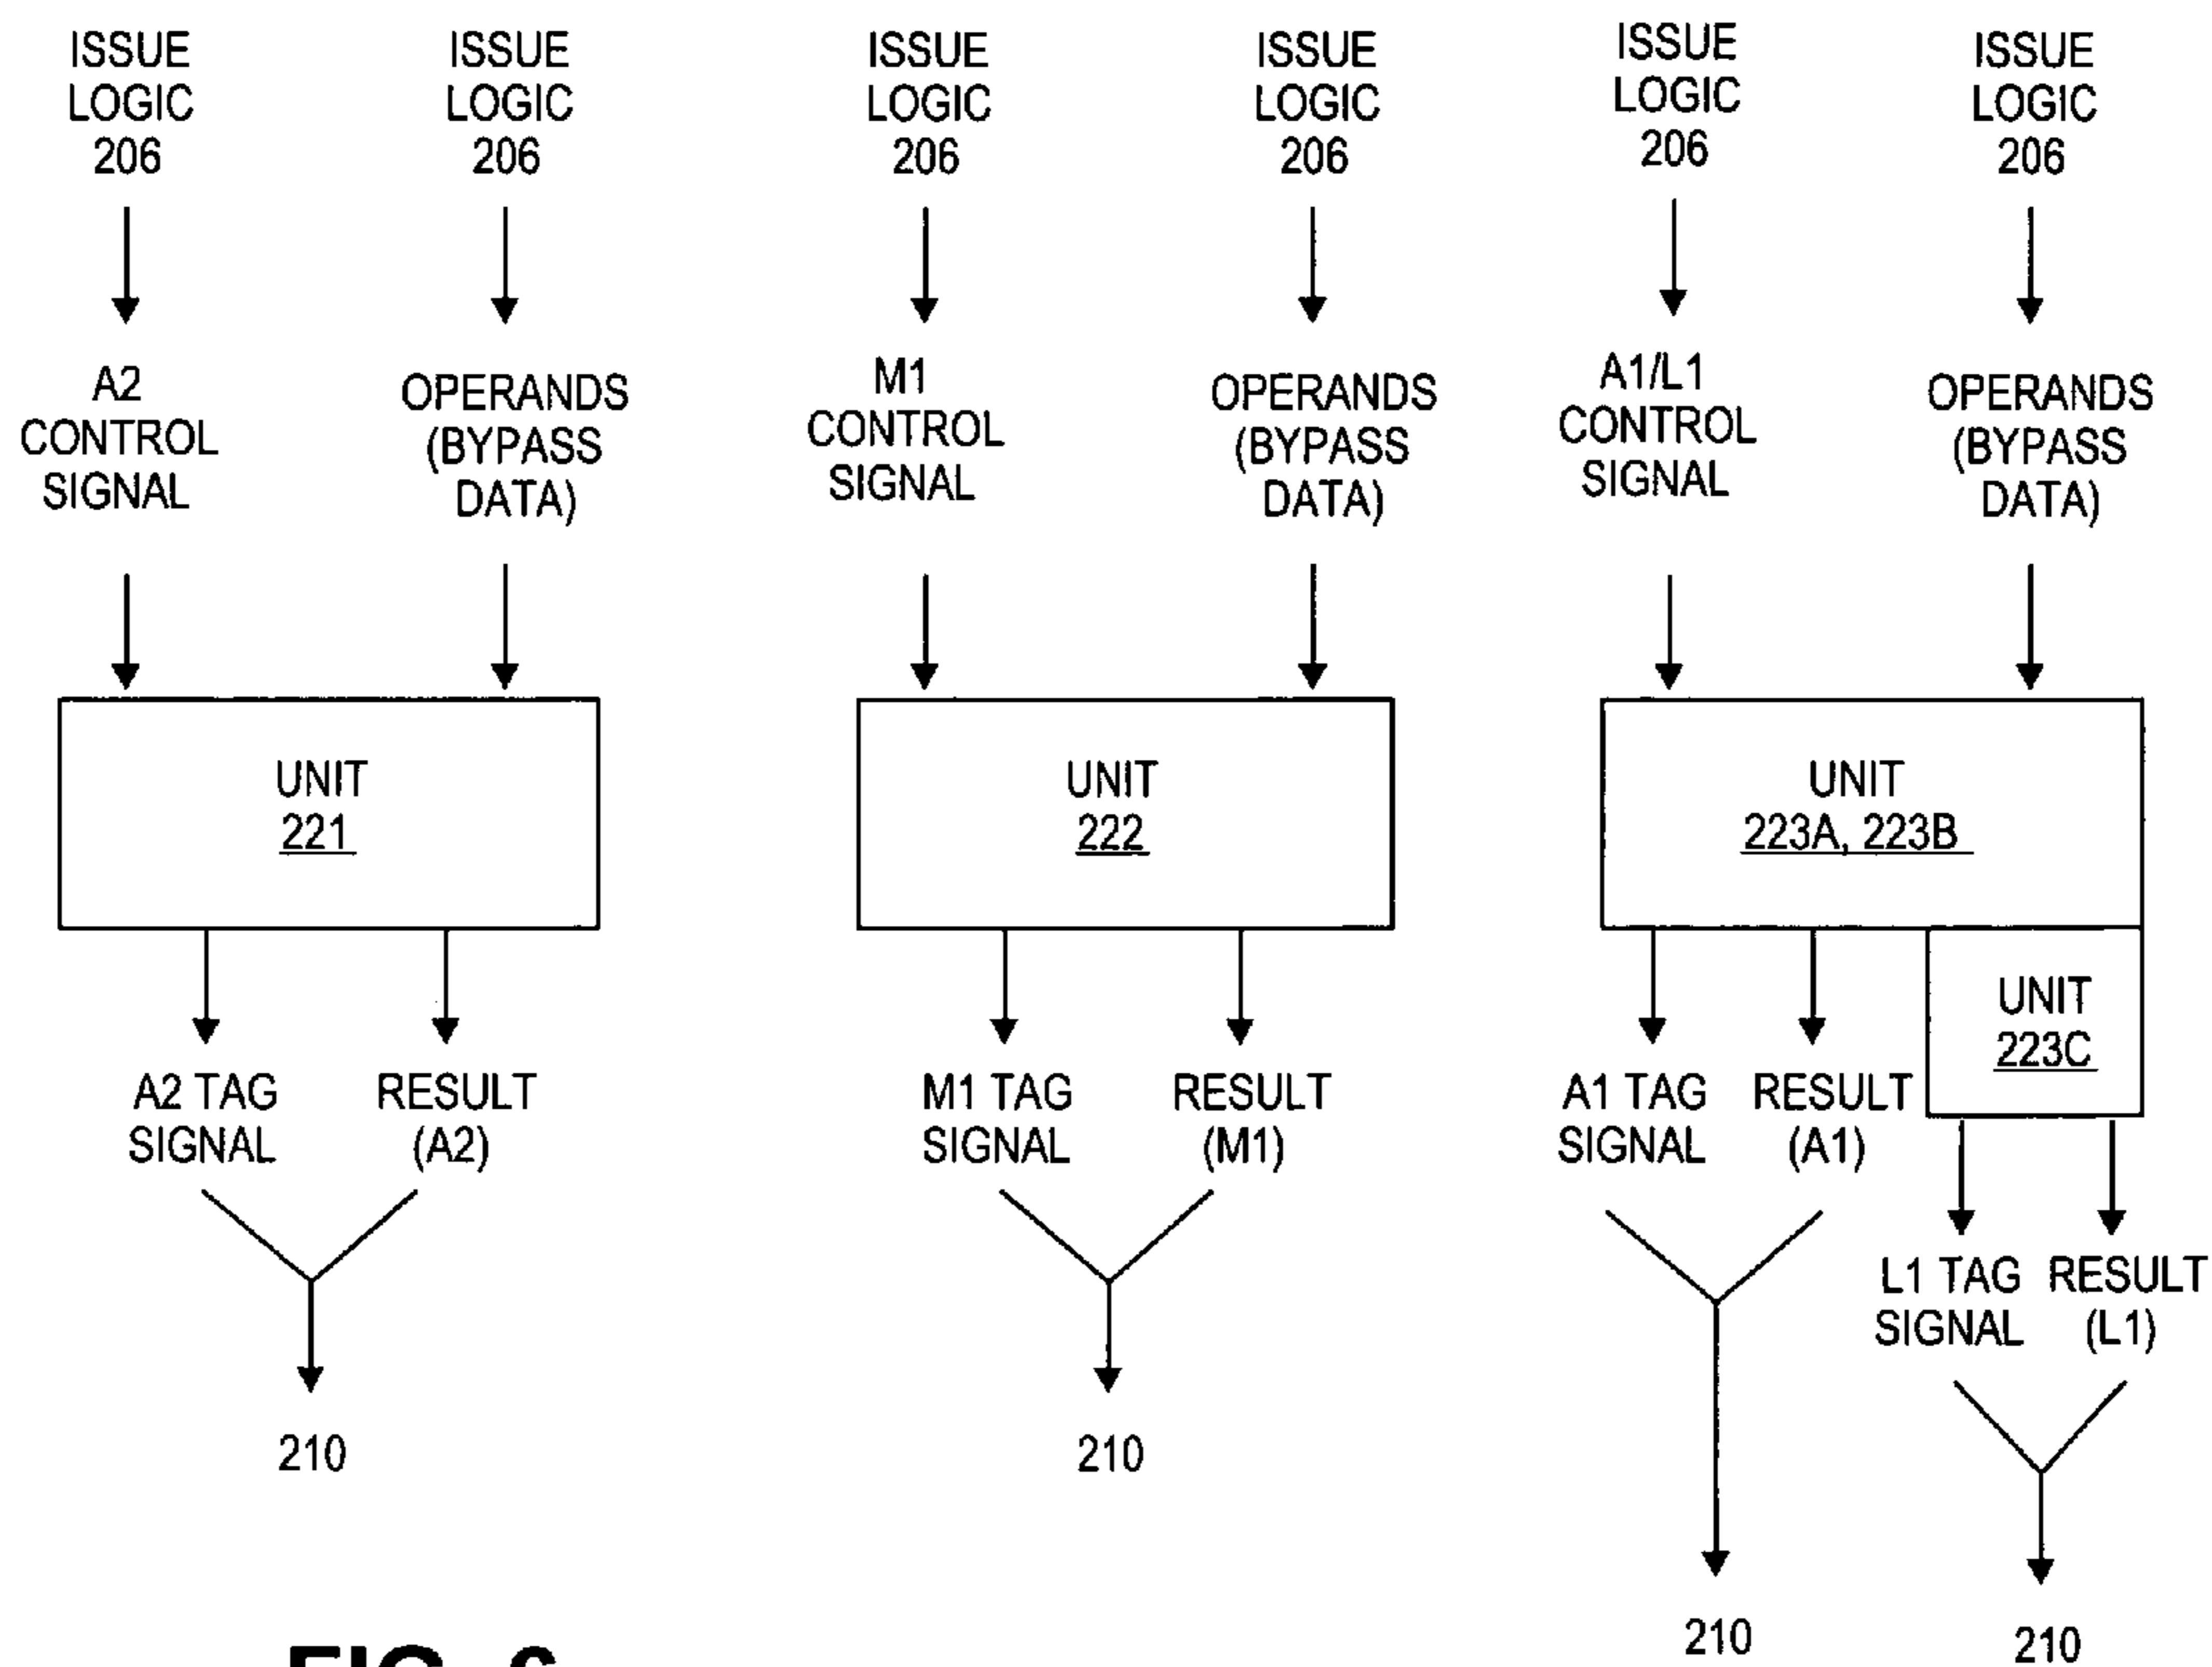 ISSUE
LOGIC
206
ISSUE
LOGIC
206
ISSUE
LOGIC
206
ISSUE
LOGIC
206
ISSUE
LOGIC
206
ISSUE
LOGIC
206
A2
CONTROL
SIGNAL
OPERANDS
(BYPASS
DATA)
M1
CONTROL
SIGNAL
OPERANDS
(BYPASS
DATA)
A1/L1
CONTROL
SIGNAL
OPERANDS
(BYPASS
DATA)
UNIT
221
UNIT
222
UNIT
223A, 223B
UNIT
223C
A2 TAG
SIGNAL
RESULT
(A2)
M1 TAG
SIGNAL
RESULT
(M1)
A1 TAG
SIGNAL
RESULT
(A1)
L1 TAG
SIGNAL
RESULT
(L1)
210
210
210
210
FIG. 6